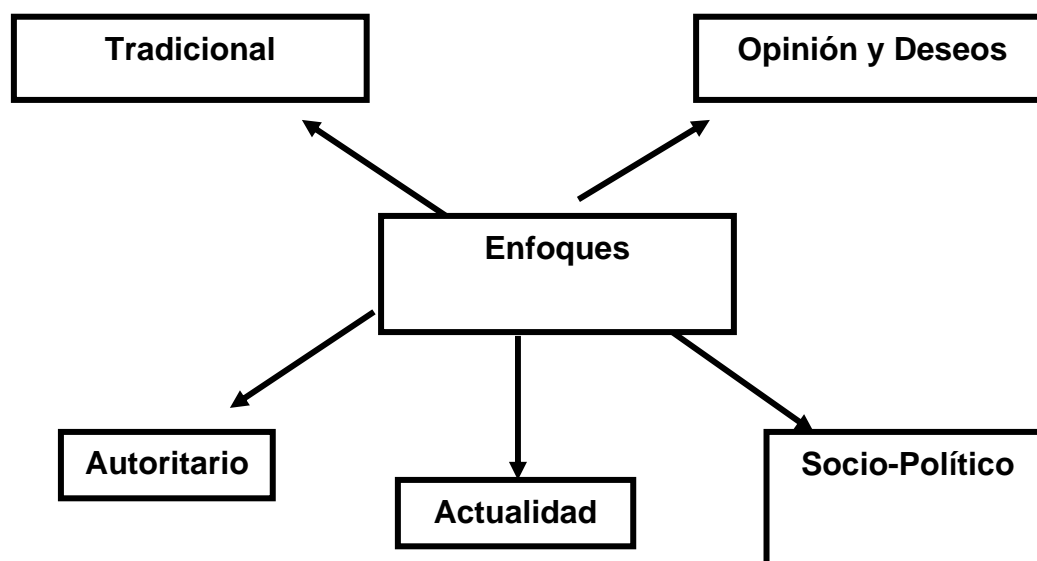 Tradicional
Opinión y Deseos
Enfoques
Autoritario
Actualidad
Socio-Político